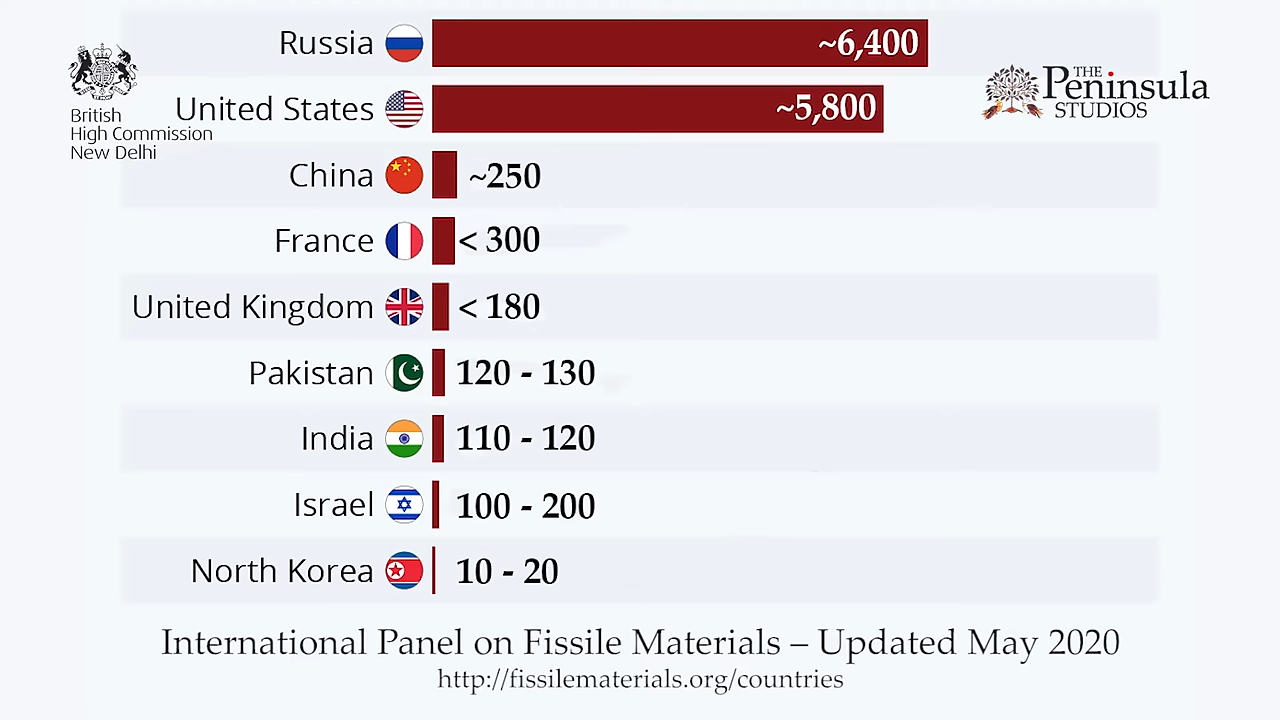 Russia ~6,400
United States ~5,800
China ~250
France < 300
United Kingdom < 180
Pakistan 120 - 130
India 110 - 120
Israel 100 - 200
North Korea 10 - 20
International Panel on Fissile Materials – Updated May 2020
http://fissilematerials.org/countries
British
High Commission
New Delhi
THE
Peninsula
STUDIOS